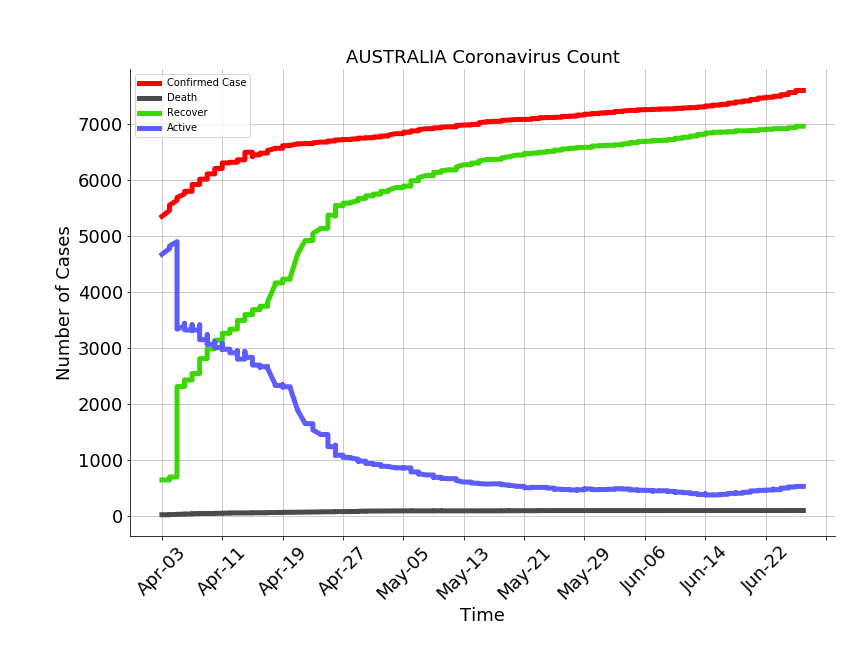 AUSTRALIA Coronavirus Count
Confirmed Case
Death
Recover
Active
Number of Cases
7000
6000
5000
4000
3000
2000
1000
0
Apr-03
Apr-11
Apr-19
Apr-27
May-05
May-13
May-21
May-29
Jun-06
Jun-14
Jun-22
Time